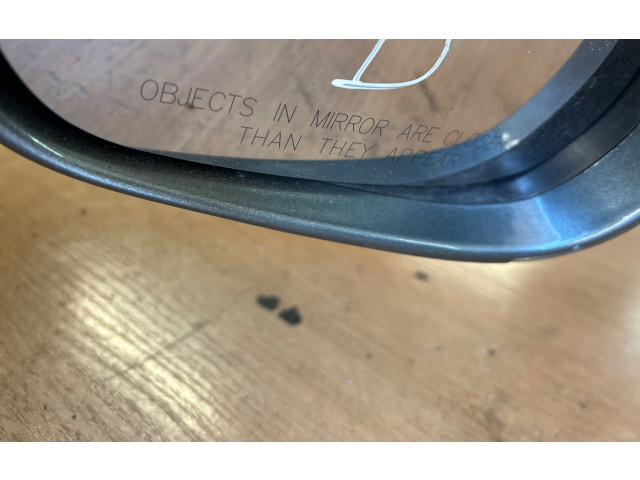 D
OBJECTS IN MIRROR ARE CLOSER
THAN THEY APPEAR